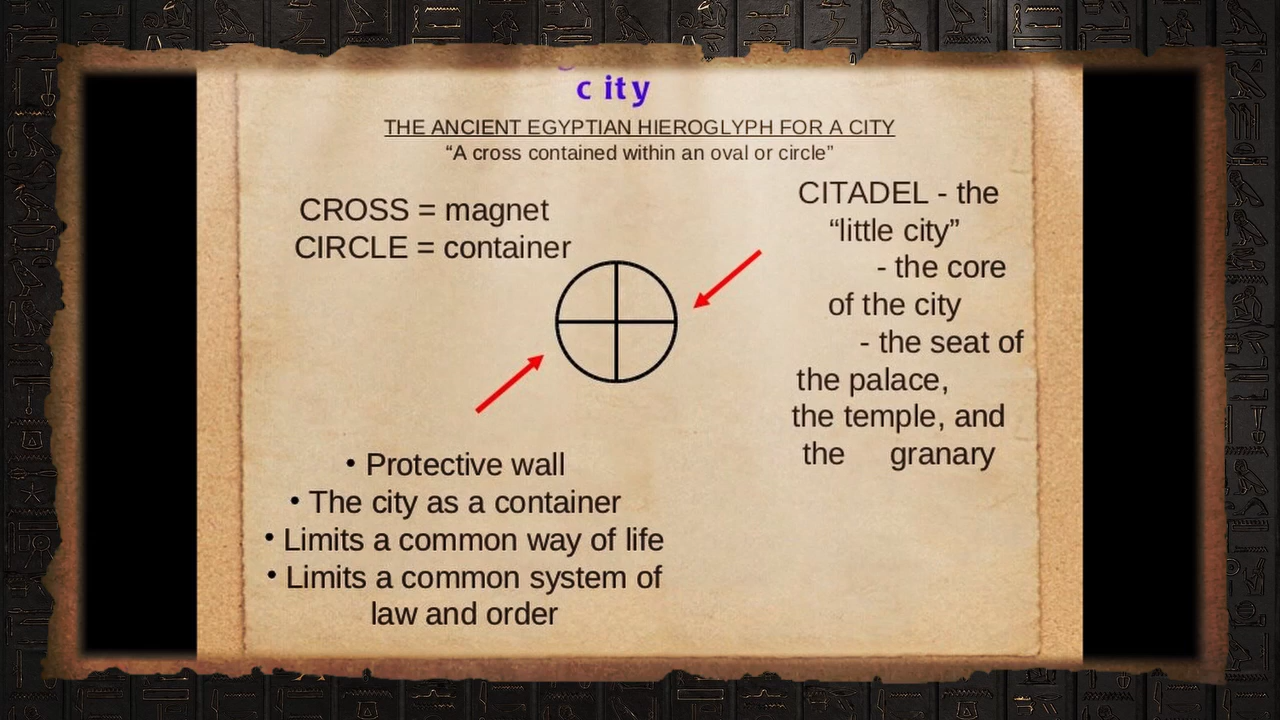 c ity
THE ANCIENT EGYPTIAN HIEROGLYPH FOR A CITY
“A cross contained within an oval or circle”
CROSS = magnet
CIRCLE = container
CITADEL - the
“little city”
- the core
of the city
- the seat of
the palace,
the temple, and
the granary
• Protective wall
• The city as a container
• Limits a common way of life
• Limits a common system of
law and order